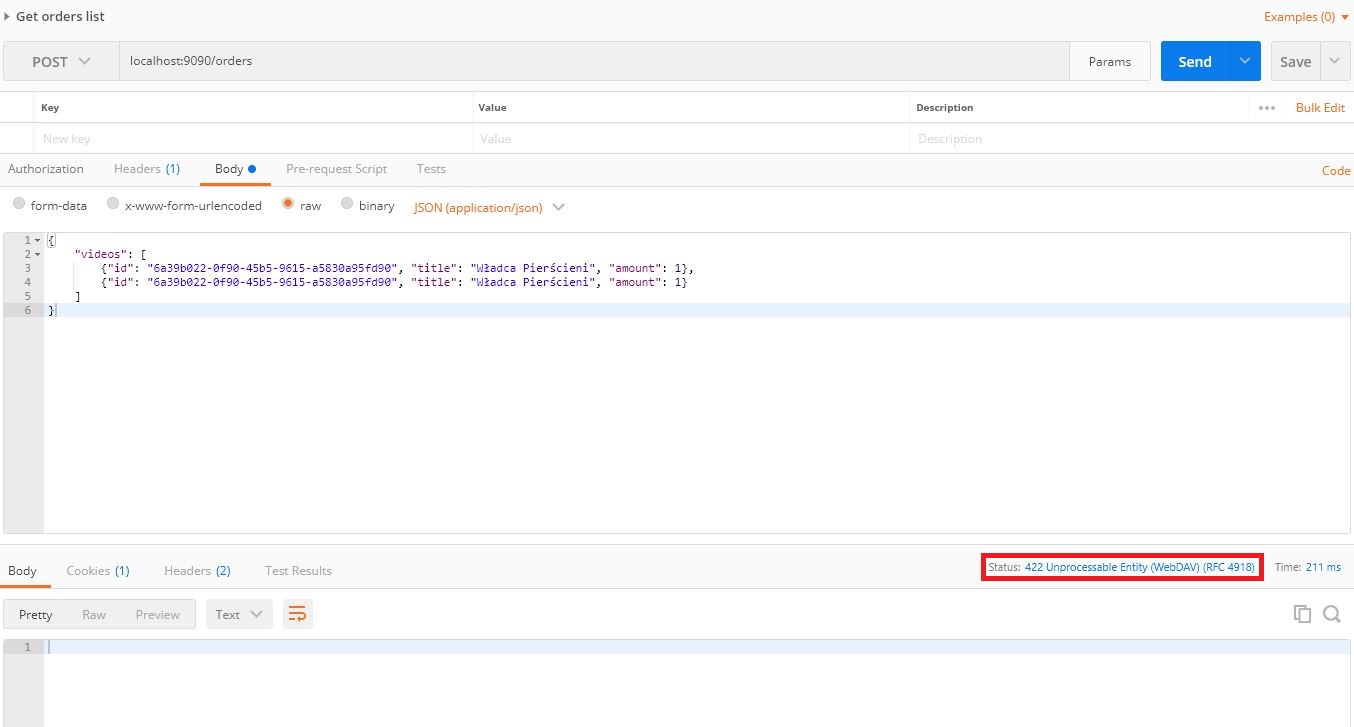 Get orders list
Examples (0)
POST localhost:9090/orders Params Send Save
Key Value Description ••• Bulk Edit
New key Value Description
Authorization Headers (1) Body Pre-request Script Tests Code
form-data x-www-form-urlencoded raw binary JSON (application/json)
1 {
2 "videos": [
3 {"id": "6a39b022-0f90-45b5-9615-a5830a95fd90", "title": "Władca Pierścieni", "amount": 1},
4 {"id": "6a39b022-0f90-45b5-9615-a5830a95fd90", "title": "Władca Pierścieni", "amount": 1}
5 ]
6 }
Body Cookies (1) Headers (2) Test Results Status: 422 Unprocessable Entity (WebDAV) (RFC 4918) Time: 211 ms
Pretty Raw Preview Text
1